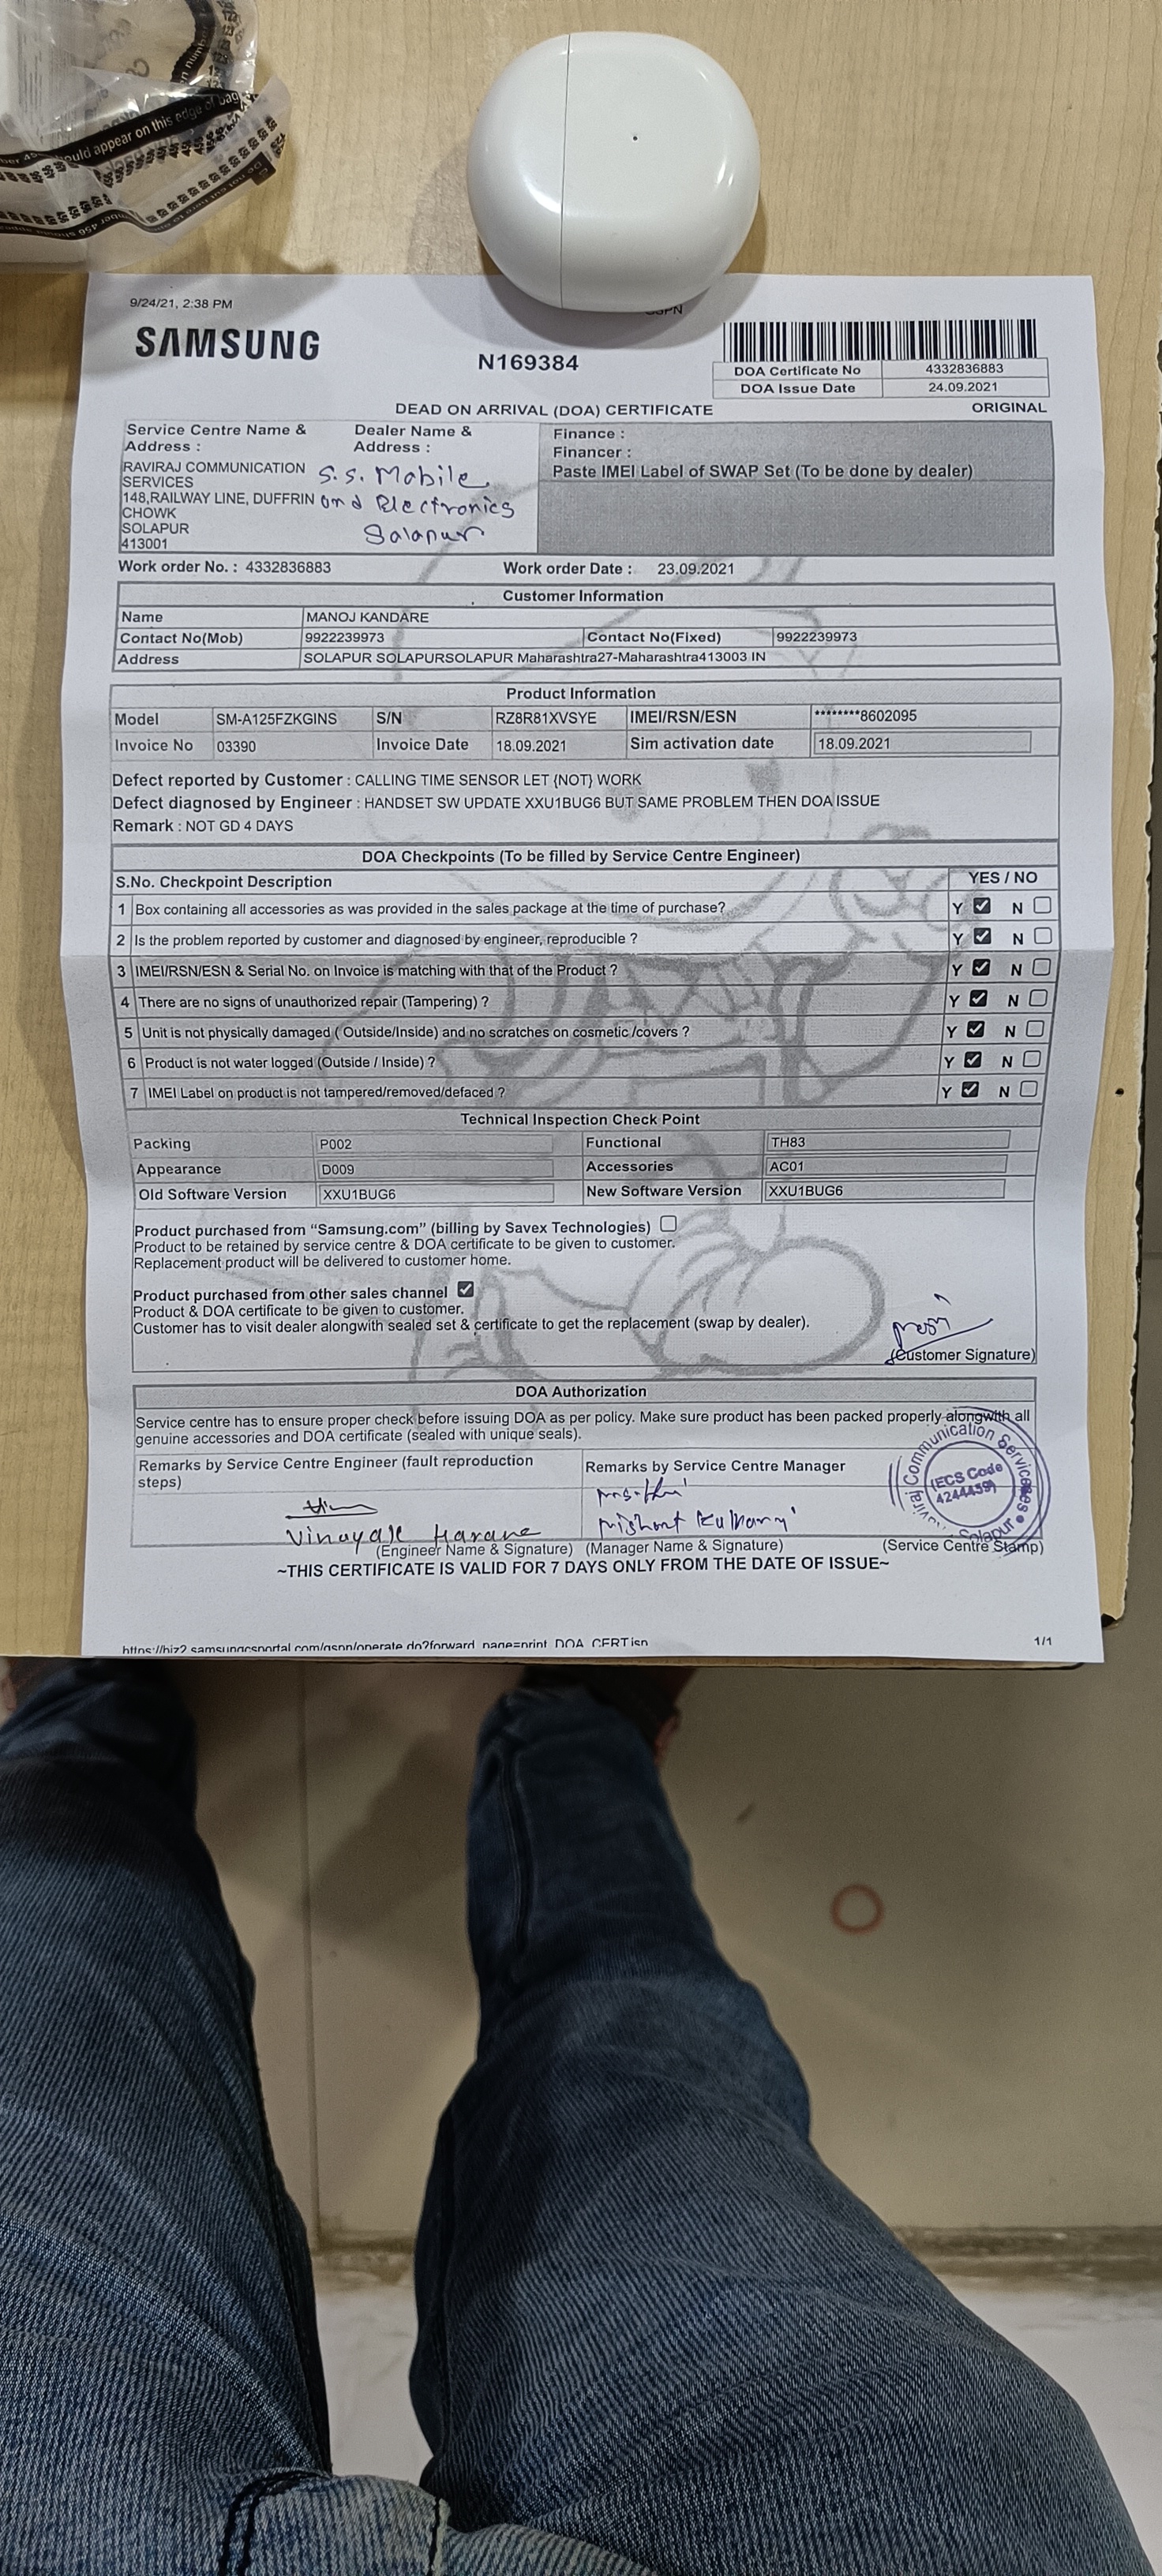 ould appear on this edge of bag
9/24/21, 2:38 PM
SAMSUNG
N169384
DOA Certificate No 4332836883
DOA Issue Date 24.09.2021
DEAD ON ARRIVAL (DOA) CERTIFICATE
ORIGINAL
Service Centre Name & Address :
RAVIRAJ COMMUNICATION
SERVICES
148,RAILWAY LINE, DUFFRIN
CHOWK
SOLAPUR
413001
Dealer Name & Address :
S.S. Mobile
and Electronics
Solapur
Finance :
Financer :
Paste IMEI Label of SWAP Set (To be done by dealer)
Work order No. : 4332836883 Work order Date : 23.09.2021
Customer Information
Name MANOJ KANDARE
Contact No(Mob) 9922239973 Contact No(Fixed) 9922239973
Address SOLAPUR SOLAPURSOLAPUR Maharashtra27-Maharashtra413003 IN
Product Information
Model SM-A125FZKGINS S/N RZ8R81XVSYE IMEI/RSN/ESN ********8602095
Invoice No 03390 Invoice Date 18.09.2021 Sim activation date 18.09.2021
Defect reported by Customer : CALLING TIME SENSOR LET {NOT} WORK
Defect diagnosed by Engineer : HANDSET SW UPDATE XXU1BUG6 BUT SAME PROBLEM THEN DOA ISSUE
Remark : NOT GD 4 DAYS
DOA Checkpoints (To be filled by Service Centre Engineer)
S.No. Checkpoint Description YES / NO
1 Box containing all accessories as was provided in the sales package at the time of purchase? Y N
2 Is the problem reported by customer and diagnosed by engineer, reproducible ? Y N
3 IMEI/RSN/ESN & Serial No. on Invoice is matching with that of the Product ? Y N
4 There are no signs of unauthorized repair (Tampering) ? Y N
5 Unit is not physically damaged ( Outside/Inside) and no scratches on cosmetic /covers ? Y N
6 Product is not water logged (Outside / Inside) ? Y N
7 IMEI Label on product is not tampered/removed/defaced ? Y N
Technical Inspection Check Point
Packing P002 Functional TH83
Appearance D009 Accessories AC01
Old Software Version XXU1BUG6 New Software Version XXU1BUG6
Product purchased from “Samsung.com” (billing by Savex Technologies)
Product to be retained by service centre & DOA certificate to be given to customer.
Replacement product will be delivered to customer home.
Product purchased from other sales channel
Product & DOA certificate to be given to customer.
Customer has to visit dealer alongwith sealed set & certificate to get the replacement (swap by dealer).
(Customer Signature)
DOA Authorization
Service centre has to ensure proper check before issuing DOA as per policy. Make sure product has been packed properly alongwith all
genuine accessories and DOA certificate (sealed with unique seals).
Remarks by Service Centre Engineer (fault reproduction
steps)
Remarks by Service Centre Manager
Vinayak Harane
(Engineer Name & Signature) (Manager Name & Signature) (Service Centre Stamp)
Communication Services
(ECS Code
4244439)
Solapur
~THIS CERTIFICATE IS VALID FOR 7 DAYS ONLY FROM THE DATE OF ISSUE~
https://biz2.samsungcsportal.com/gspn/operate.do?forward_page=print_DOA_CERT.jsp
1/1